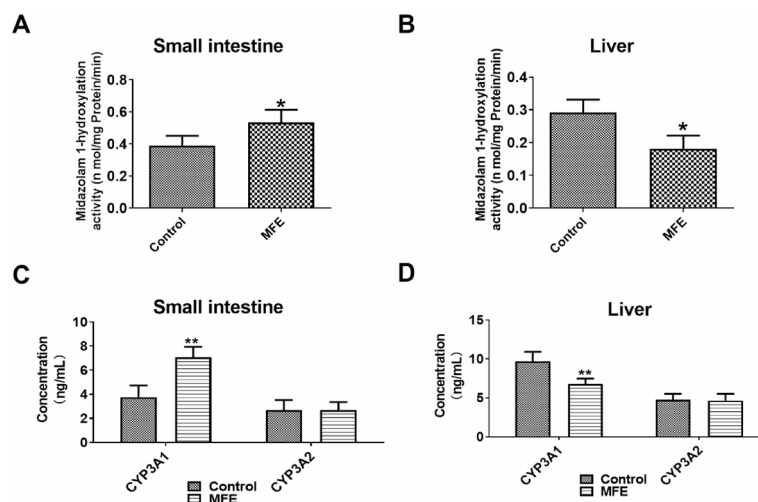 A
Small intestine
Midazolam 1-hydroxylation
activity (n mol/mg Protein/min)
0.8
0.6
0.4
0.2
0.0
*
Control
MFE
B
Liver
Midazolam 1-hydroxylation
activity (n mol/mg Protein/min)
0.4
0.3
0.2
0.1
0.0
*
Control
MFE
C
Small intestine
Concentration
(ng/mL)
10
8
6
4
2
0
**
CYP3A1
CYP3A2
Control
MFE
D
Liver
Concentration
(ng/mL)
15
10
5
0
**
CYP3A1
CYP3A2
Control
MFE